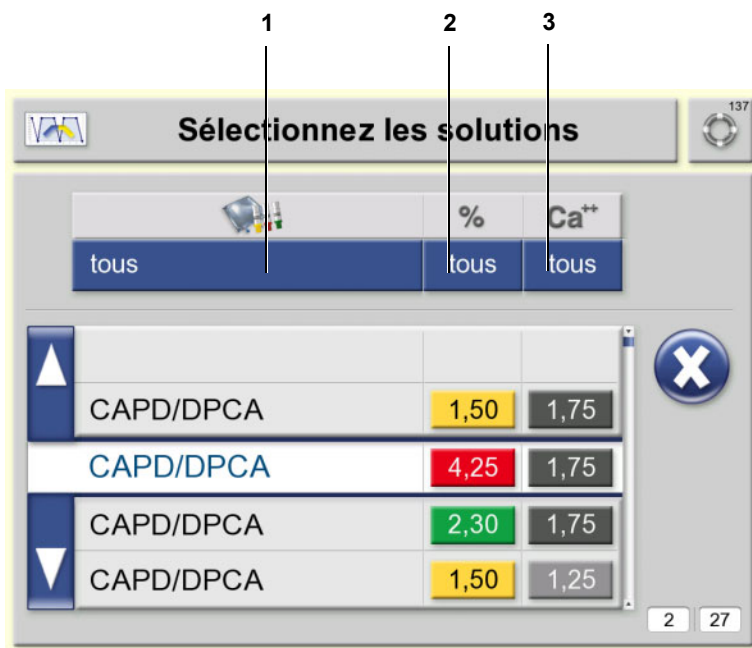 1 2 3
Sélectionnez les solutions
137
% Ca++
tous tous tous
CAPD/DPCA 1,50 1,75
CAPD/DPCA 4,25 1,75
CAPD/DPCA 2,30 1,75
CAPD/DPCA 1,50 1,25
2 27